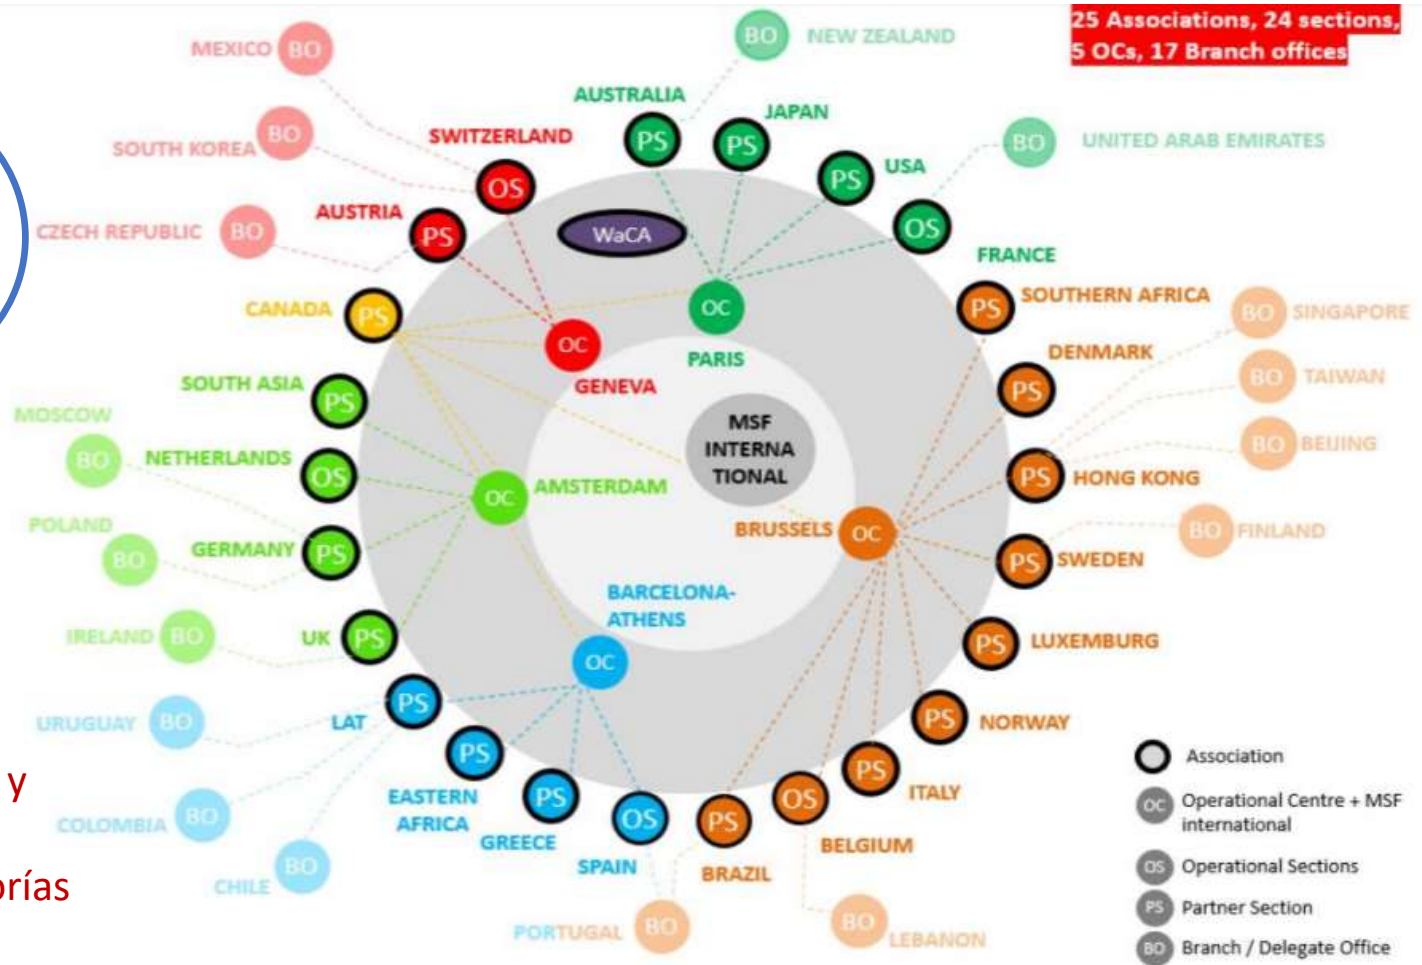 25 Associations, 24 sections,
5 OCs, 17 Branch offices
MEXICO
BO
BO
NEW ZEALAND
SOUTH KOREA
BO
SWITZERLAND
OS
AUSTRALIA
PS
JAPAN
PS
USA
PS
BO
UNITED ARAB EMIRATES
CZECH REPUBLIC
BO
AUSTRIA
PS
WaCA
OS
FRANCE
CANADA
PS
OC
GENEVA
OC
PARIS
PS
SOUTHERN AFRICA
BO
SINGAPORE
SOUTH ASIA
PS
DENMARK
PS
BO
TAIWAN
MOSCOW
BO
NETHERLANDS
OS
OC
AMSTERDAM
MSF
INTERNA
TIONAL
PS
HONG KONG
BO
BEIJING
POLAND
BO
GERMANY
PS
BRUSSELS
OC
PS
SWEDEN
BO
FINLAND
IRELAND
BO
UK
PS
BARCELONA-
ATHENS
OC
PS
LUXEMBURG
URUGUAY
BO
LAT
PS
PS
NORWAY
COLOMBIA
BO
PS
EASTERN
AFRICA
PS
GREECE
OS
SPAIN
PS
BRAZIL
OS
BELGIUM
PS
ITALY
CHILE
BO
PORTUGAL
BO
BO
LEBANON
y
orías
Association
OC
Operational Centre + MSF
international
OS
Operational Sections
PS
Partner Section
BO
Branch / Delegate Office